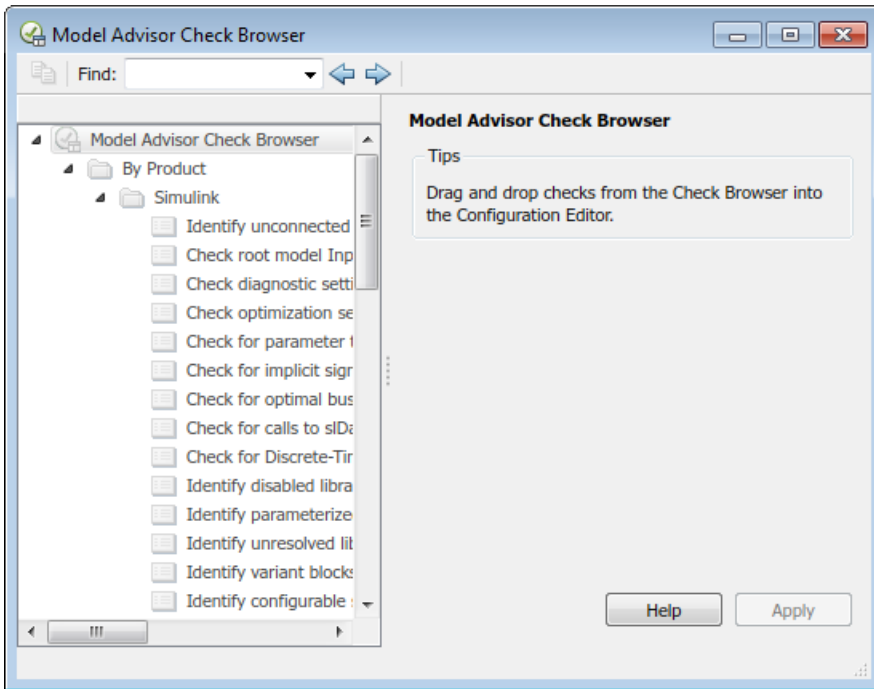 Model Advisor Check Browser
Find:
Model Advisor Check Browser
By Product
Simulink
Identify unconnected
Check root model Inp
Check diagnostic setti
Check optimization se
Check for parameter t
Check for implicit sigr
Check for optimal bus
Check for calls to slDa
Check for Discrete-Tir
Identify disabled libra
Identify parameterize
Identify unresolved lit
Identify variant blocks
Identify configurable
Model Advisor Check Browser
Tips
Drag and drop checks from the Check Browser into
the Configuration Editor.
Help
Apply